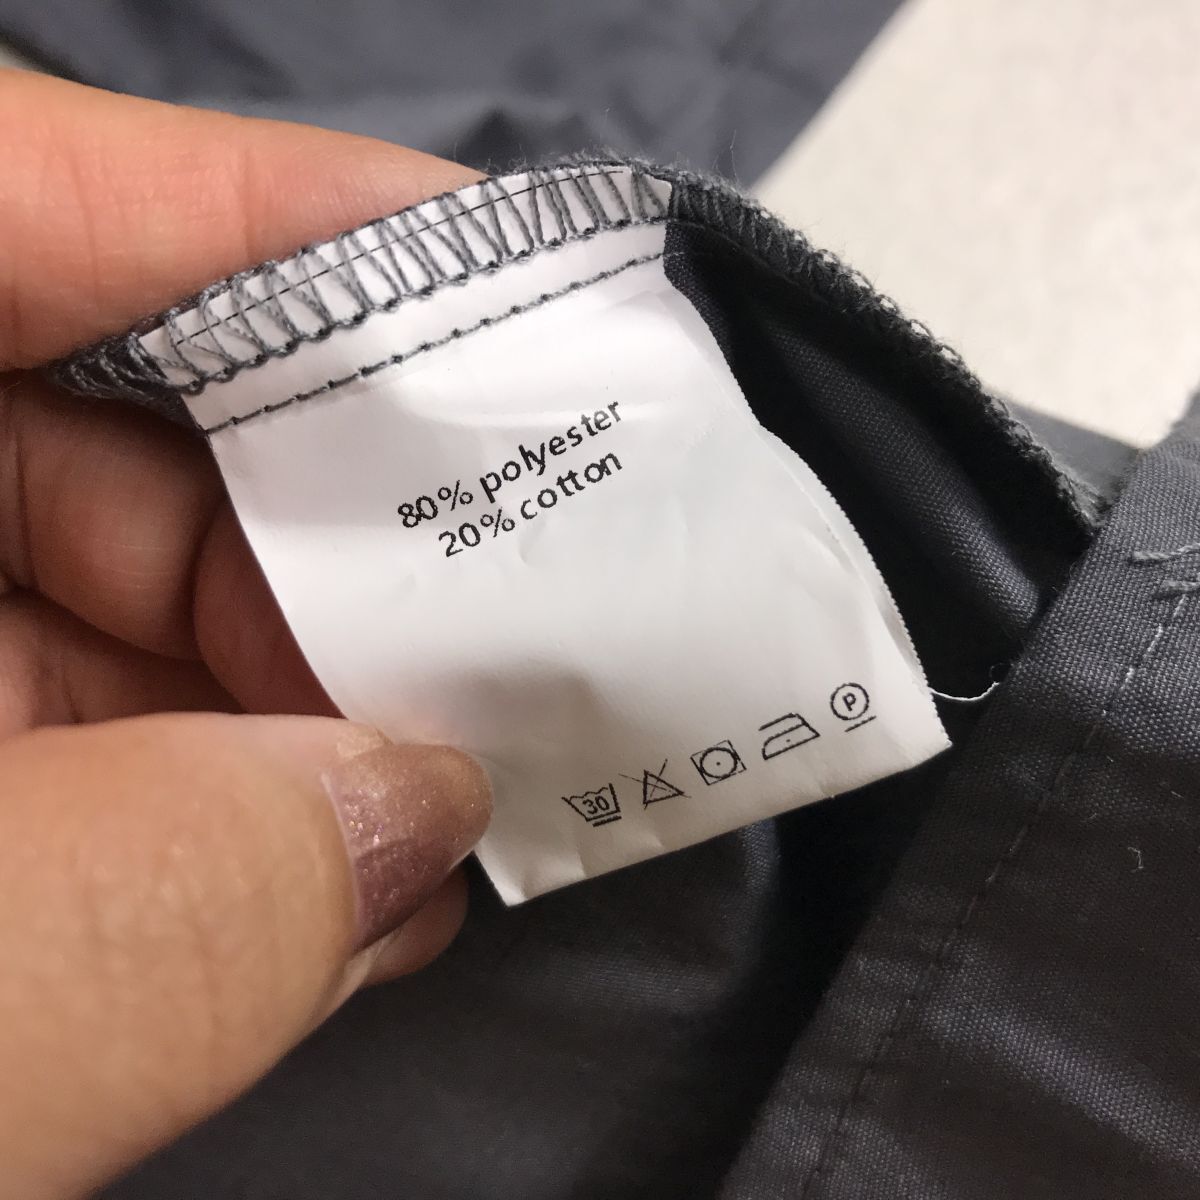 80% polyester
20% cotton
30
P